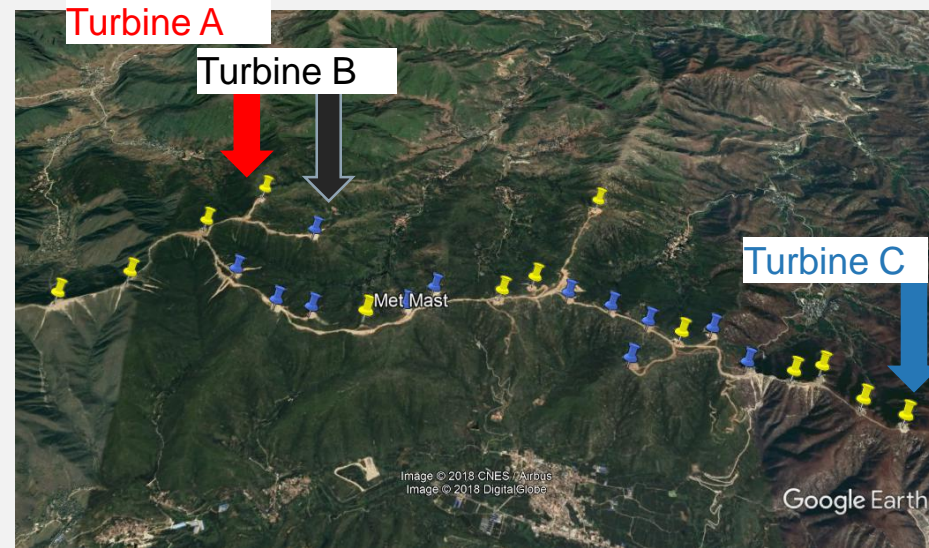 Turbine A
Turbine B
Turbine C
Met Mast
Image © 2018 CNES / Airbus
Image © 2018 DigitalGlobe
Google Earth